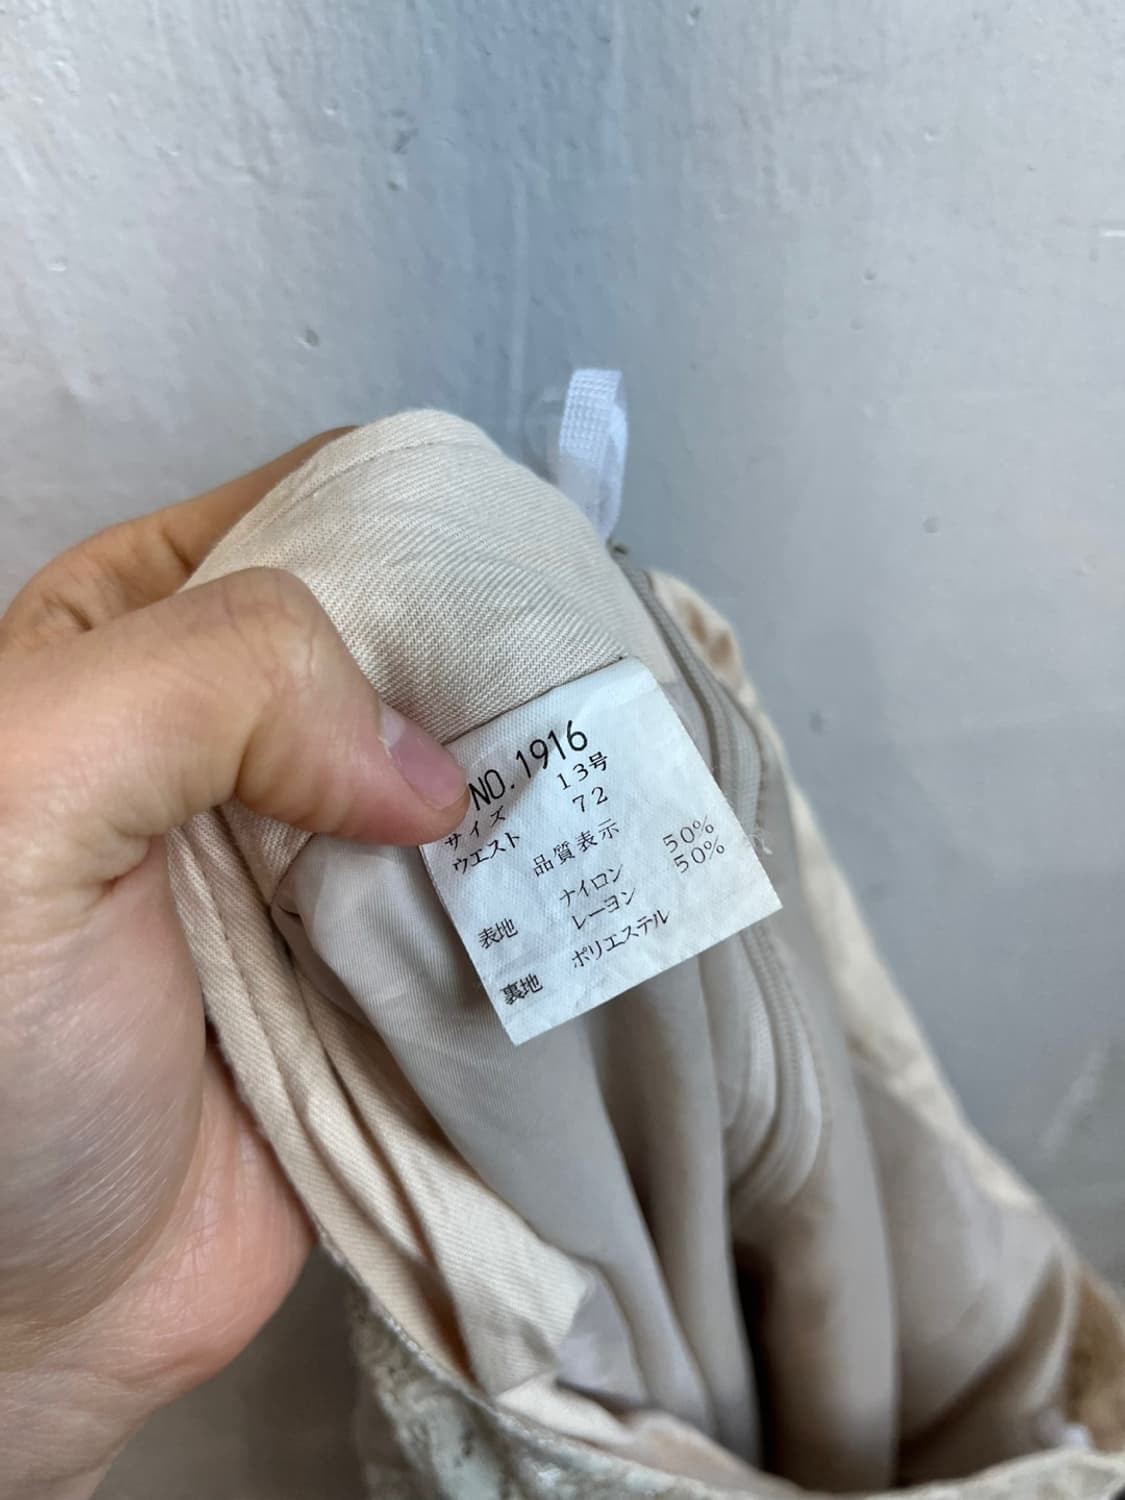 NO.1916
サイズ 13号
ウエスト 72
品質表示
ナイロン 50%
表地 レーヨン 50%
裏地 ポリエステル